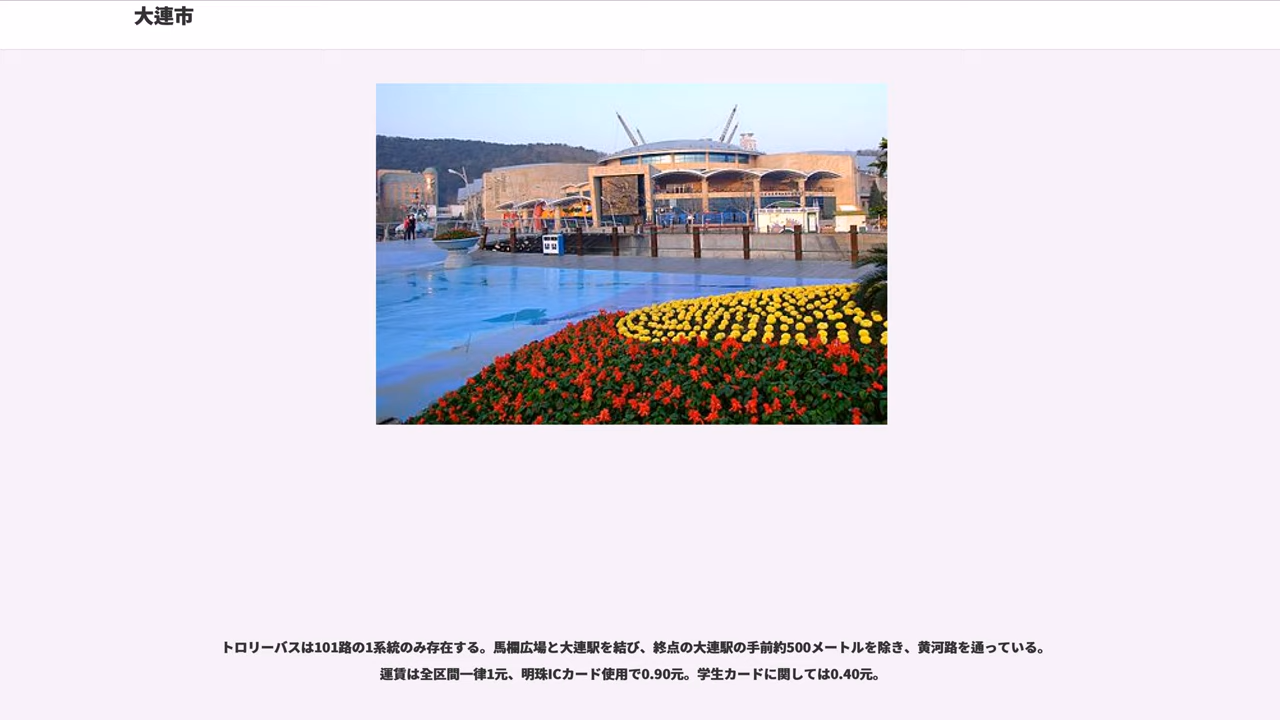 大連市
トロリーバスは101路の1系統のみ存在する。馬欄広場と大連駅を結び、終点の大連駅の手前約500メートルを除き、黄河路を通っている。
運賃は全区間一律1元、明珠ICカード使用で0.90元。学生カードに関しては0.40元。